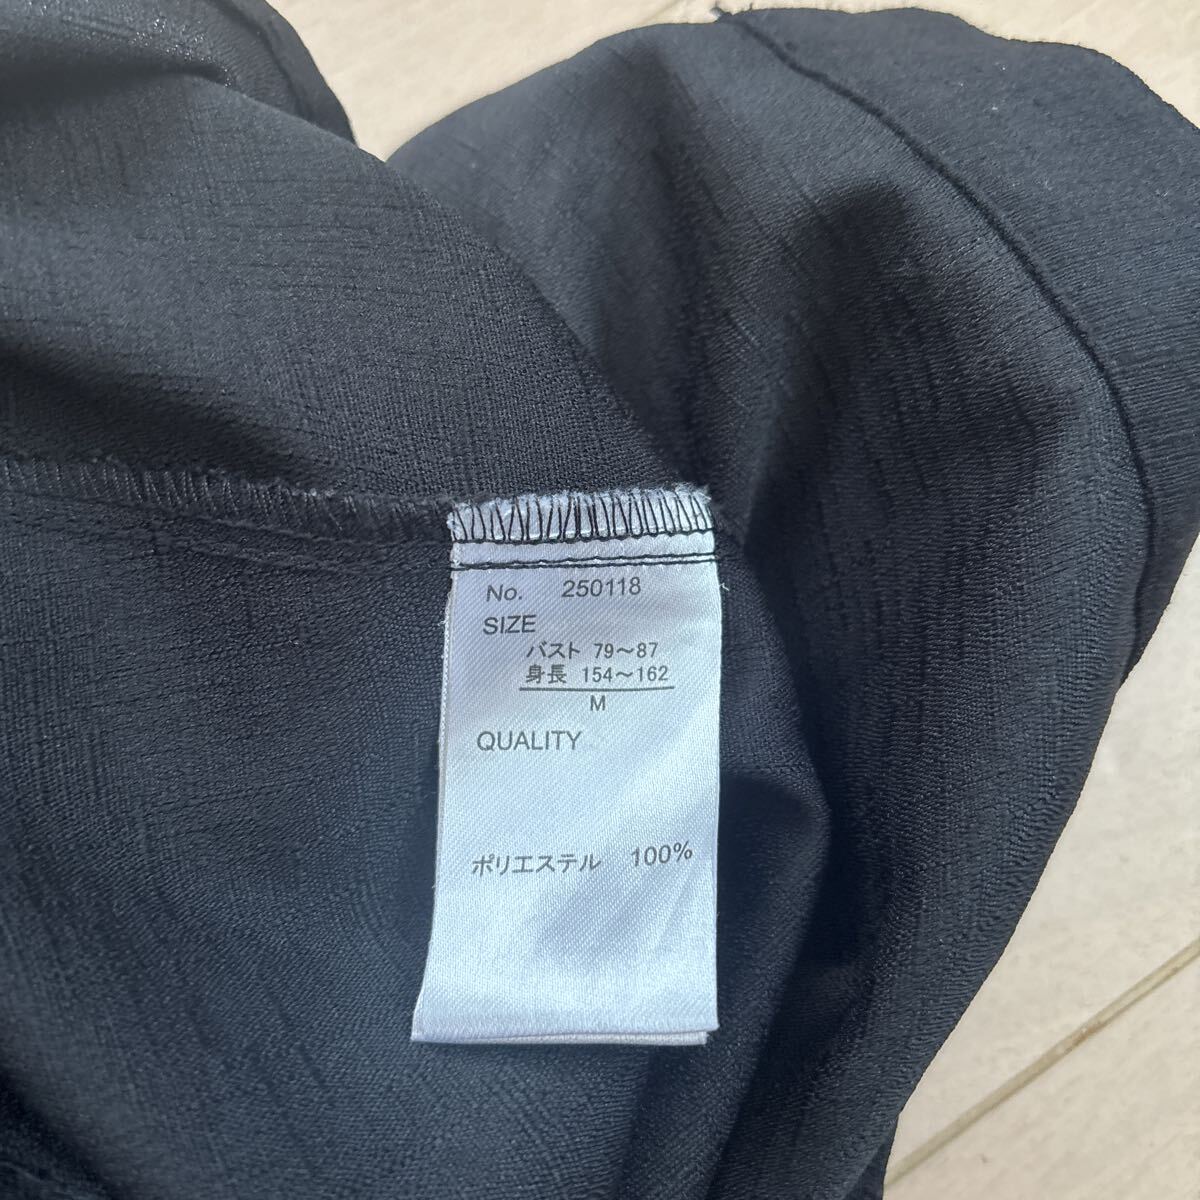 No. 250118
SIZE
バスト 79～87
身長 154～162
M
QUALITY
ポリエステル 100%